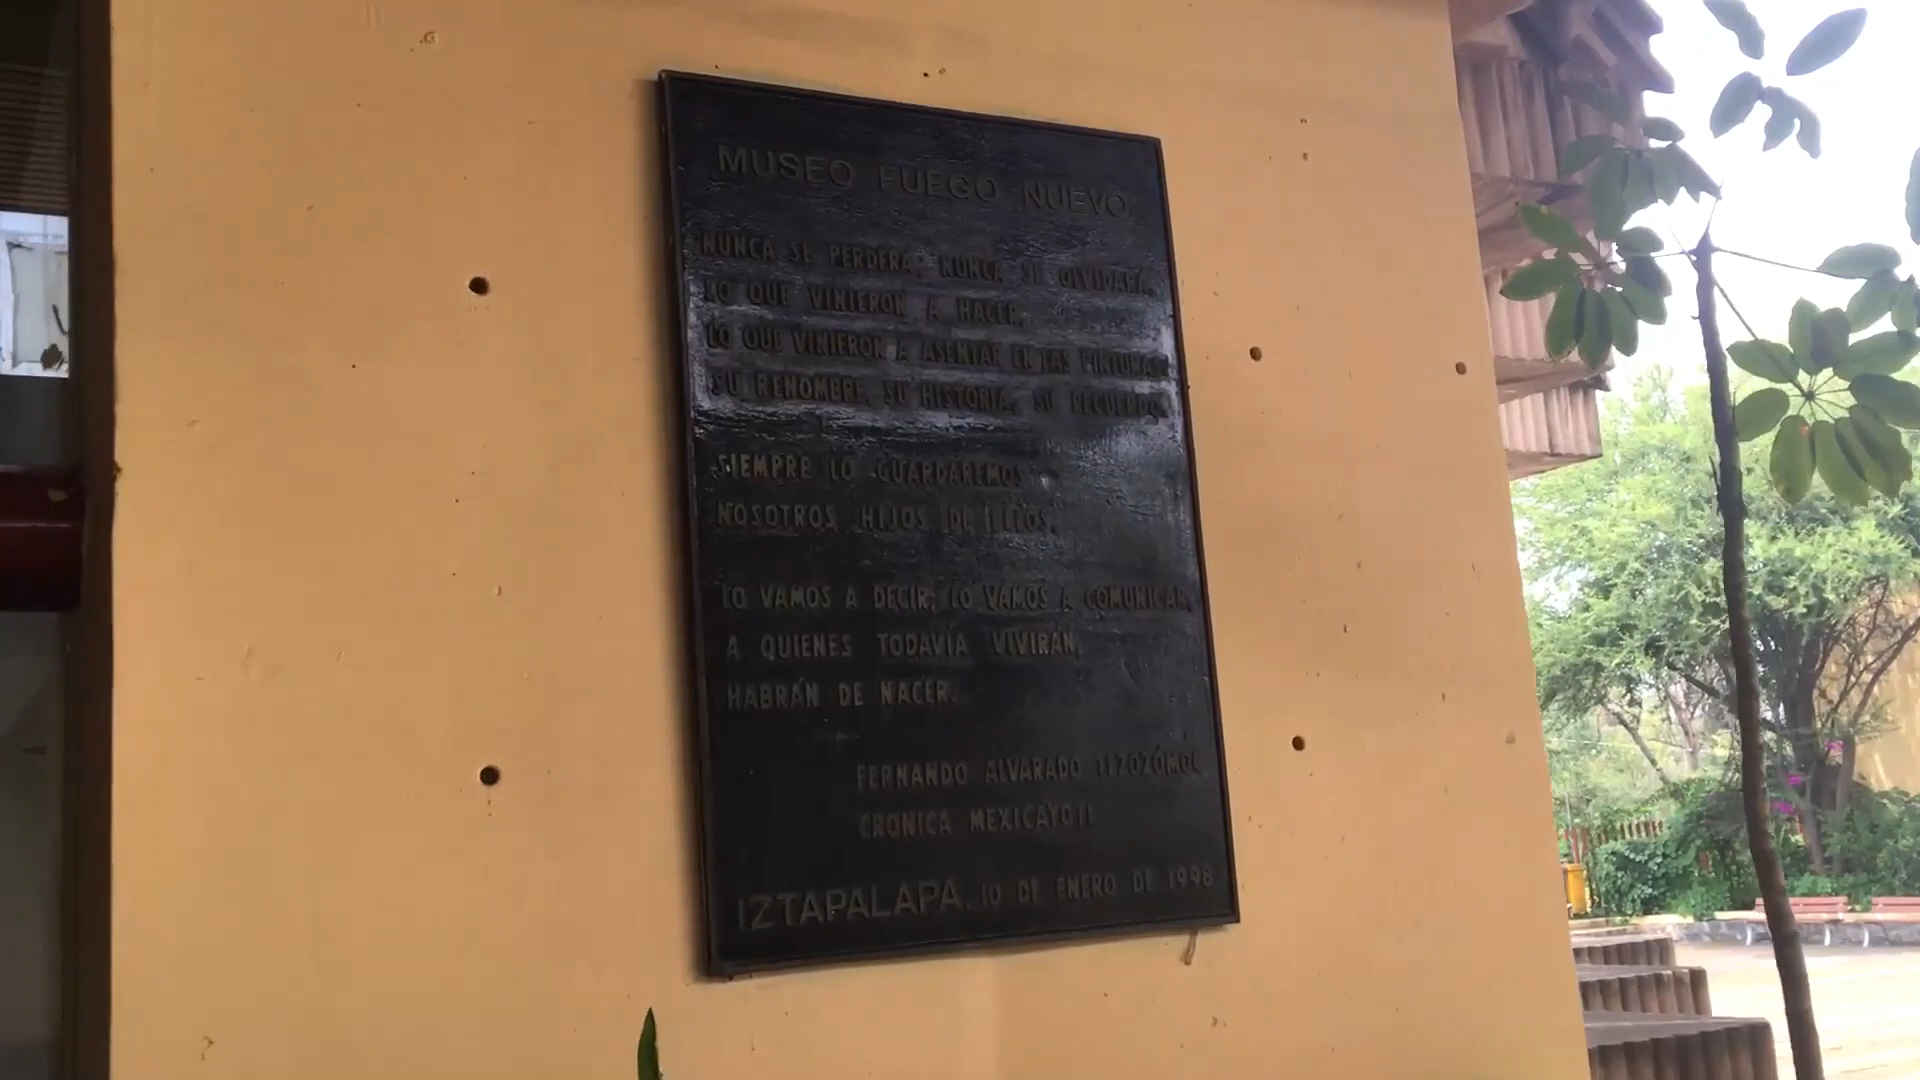 MUSEO FUEGO NUEVO
NUNCA SE PERDERÁ, NUNCA SE OLVIDARÁ,
LO QUE VINIERON A HACER,
LO QUE VINIERON A ASENTAR EN LAS PINTURAS:
SU RENOMBRE, SU HISTORIA, SU RECUERDO.
SIEMPRE LO GUARDAREMOS
NOSOTROS, HIJOS DE ELLOS.
LO VAMOS A DECIR, LO VAMOS A COMUNICAR
A QUIENES TODAVÍA VIVIRÁN,
HABRÁN DE NACER.
FERNANDO ALVARADO TEZOZÓMOC
CRONICA MEXICAYOTL
IZTAPALAPA, 10 DE ENERO DE 1998